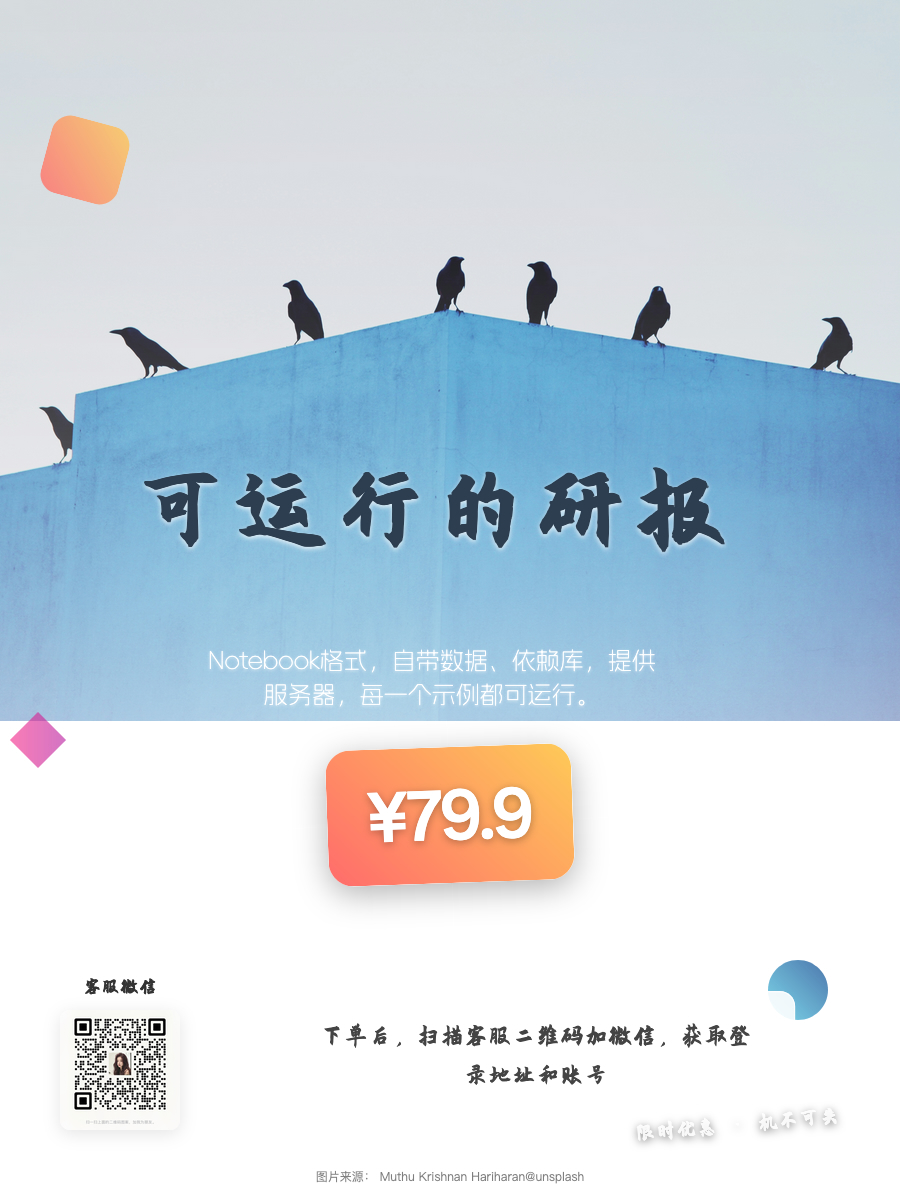 可运行的研报
Notebook格式，自带数据、依赖库，提供
服务器，每一个示例都可运行。
¥79.9
客服微信
下单后，扫描客服二维码加微信，获取登
录地址和账号
限时优惠 · 机不可失
图片来源： Muthu Krishnan Hariharan@unsplash